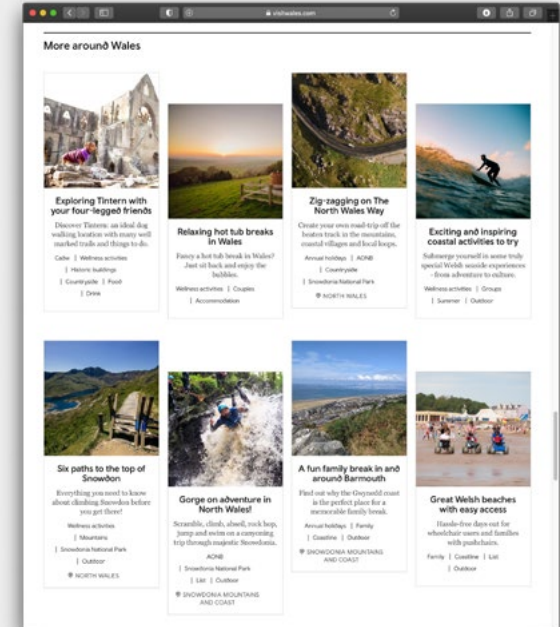 visitwales.com
More around Wales
Exploring Tintern with
your four-legged friends
Discover Tintern: an ideal dog
walking location with many well
marked trails and things to do.
Cadw | Wellness activities
| Historic buildings
| Countryside | Food
| Drink
Relaxing hot tub breaks
in Wales
Fancy a hot tub break in Wales?
Just sit back and enjoy the
bubbles.
Wellness activities | Couples
| Accommodation
Zig-zagging on The
North Wales Way
Create your own road-trip off the
beaten track in the mountains,
coastal villages and local loops.
Annual holidays | AONB
| Countryside
| Snowdonia National Park
NORTH WALES
Exciting and inspiring
coastal activities to try
Submerge yourself in some truly
special Welsh seaside experiences
- from adventure to culture.
Wellness activities | Groups
| Summer | Outdoor
Six paths to the top of
Snowdon
Everything you need to know
about climbing Snowdon before
you get there!
Wellness activities
| Mountains
| Snowdonia National Park
| Outdoor
NORTH WALES
Gorge on adventure in
North Wales!
Scramble, climb, abseil, rock hop,
jump and swim on a canyoning
trip through majestic Snowdonia.
AONB
| Snowdonia National Park
| List | Outdoor
SNOWDONIA MOUNTAINS
AND COAST
A fun family break in and
around Barmouth
Find out why the Gwynedd coast
is the perfect place for a
memorable family break.
Annual holidays | Family
| Coastline | Outdoor
SNOWDONIA MOUNTAINS
AND COAST
Great Welsh beaches
with easy access
Hassle-free days out for
wheelchair users and families
with pushchairs.
Family | Coastline | List
| Outdoor